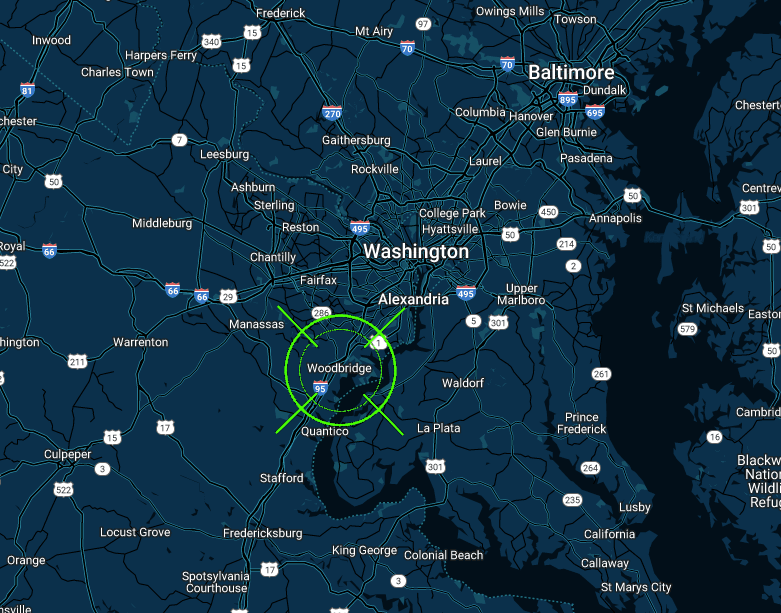 Owings Mills
Frederick
Towson
97
15
Mt Airy
340
Inwood
70
Harpers Ferry
15
70
Baltimore
Charles Town
81
Dundalk
895
695
270
Columbia
Hanover
chester
Chestert
Glen Burnie
7
Gaithersburg
Leesburg
Laurel
Pasadena
City
Rockville
50
Ashburn
Centrev
50
Sterling
Bowie
301
College Park
450
Annapolis
Middleburg
Reston
495
Hyattsville
50
Royal
66
Washington
214
50
522
Chantilly
2
Fairfax
66
66
29
Upper
Marlboro
495
Alexandria
St Michaels
286
Easton
Manassas
5
301
579
hington
Warrenton
1
50
211
Woodbridge
261
95
Waldorf
Cambrid
Prince
Frederick
17
La Plata
Quantico
15
16
Culpeper
3
301
264
Blackw
Nation
Wildli
Refug
522
Stafford
235
Lusby
Locust Grove
Fredericksburg
California
King George
Colonial Beach
Orange
Callaway
Spotsylvania
Courthouse
17
3
St Marys City
nsville